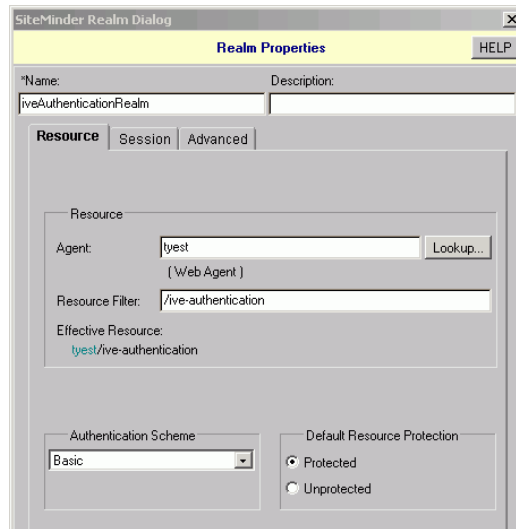 SiteMinder Realm Dialog
Realm Properties
HELP
*Name:
Description:
iveAuthenticationRealm
Resource
Session
Advanced
Resource
Agent:
tyest
Lookup...
( Web Agent )
Resource Filter:
/ive-authentication
Effective Resource:
tyest/ive-authentication
Authentication Scheme
Basic
Default Resource Protection
Protected
Unprotected